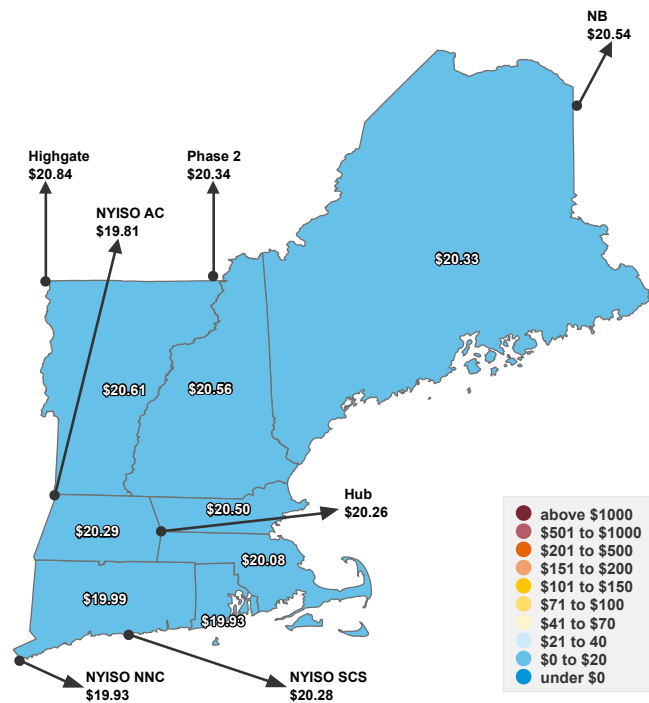 NB
$20.54
Highgate
$20.84
Phase 2
$20.34
NYISO AC
$19.81
$20.33
$20.61
$20.56
Hub
$20.26
$20.50
$20.29
$20.08
$19.99
$19.93
NYISO NNC
$19.93
NYISO SCS
$20.28
above $1000
$501 to $1000
$201 to $500
$151 to $200
$101 to $150
$71 to $100
$41 to $70
$21 to 40
$0 to $20
under $0